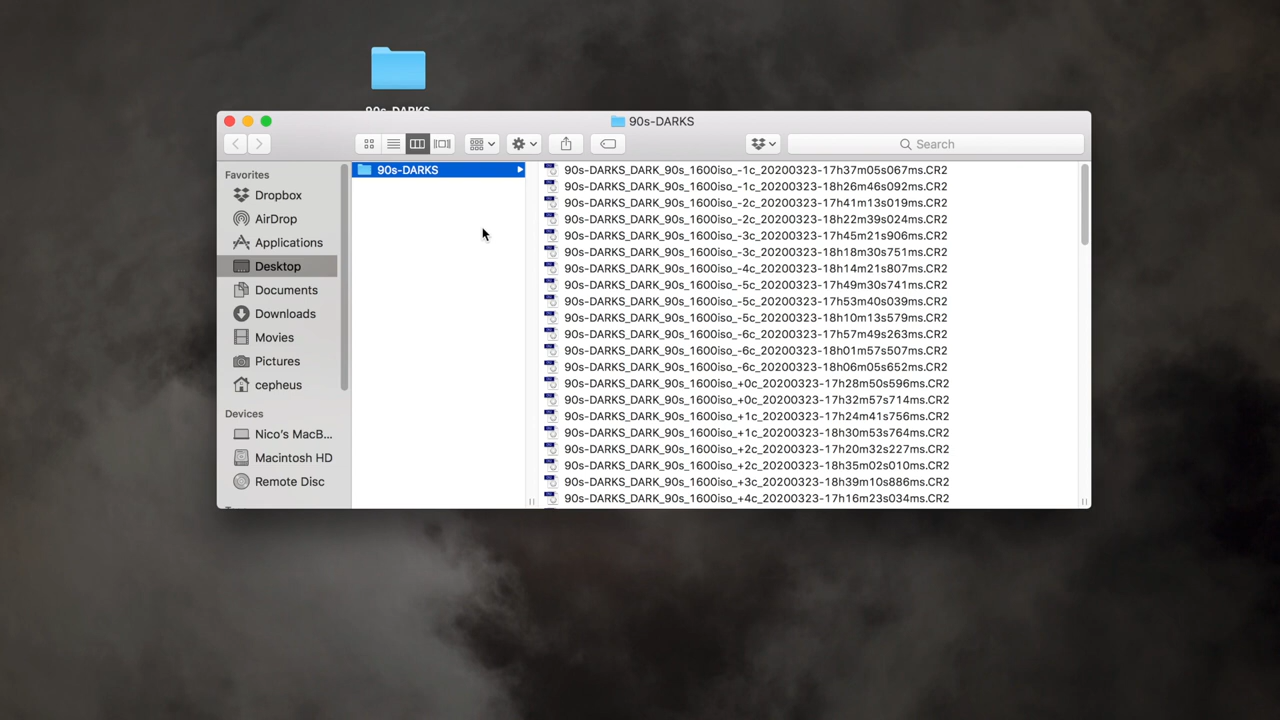 90s-DARKS
90s-DARKS
Search
Favorites
Dropbox
AirDrop
Applications
Desktop
Documents
Downloads
Movies
Pictures
cepheus
Devices
Nico's MacB...
Macintosh HD
Remote Disc
90s-DARKS
90s-DARKS_DARK_90s_1600iso_-1c_20200323-17h37m05s067ms.CR2
90s-DARKS_DARK_90s_1600iso_-1c_20200323-18h26m46s092ms.CR2
90s-DARKS_DARK_90s_1600iso_-2c_20200323-17h41m13s019ms.CR2
90s-DARKS_DARK_90s_1600iso_-2c_20200323-18h22m39s024ms.CR2
90s-DARKS_DARK_90s_1600iso_-3c_20200323-17h45m21s906ms.CR2
90s-DARKS_DARK_90s_1600iso_-3c_20200323-18h18m30s751ms.CR2
90s-DARKS_DARK_90s_1600iso_-4c_20200323-18h14m21s807ms.CR2
90s-DARKS_DARK_90s_1600iso_-5c_20200323-17h49m30s741ms.CR2
90s-DARKS_DARK_90s_1600iso_-5c_20200323-17h53m40s039ms.CR2
90s-DARKS_DARK_90s_1600iso_-5c_20200323-18h10m13s579ms.CR2
90s-DARKS_DARK_90s_1600iso_-6c_20200323-17h57m49s263ms.CR2
90s-DARKS_DARK_90s_1600iso_-6c_20200323-18h01m57s507ms.CR2
90s-DARKS_DARK_90s_1600iso_-6c_20200323-18h06m05s652ms.CR2
90s-DARKS_DARK_90s_1600iso_+0c_20200323-17h28m50s596ms.CR2
90s-DARKS_DARK_90s_1600iso_+0c_20200323-17h32m57s714ms.CR2
90s-DARKS_DARK_90s_1600iso_+1c_20200323-17h24m41s756ms.CR2
90s-DARKS_DARK_90s_1600iso_+1c_20200323-18h30m53s764ms.CR2
90s-DARKS_DARK_90s_1600iso_+2c_20200323-17h20m32s227ms.CR2
90s-DARKS_DARK_90s_1600iso_+2c_20200323-18h35m02s010ms.CR2
90s-DARKS_DARK_90s_1600iso_+3c_20200323-18h39m10s886ms.CR2
90s-DARKS_DARK_90s_1600iso_+4c_20200323-17h16m23s034ms.CR2